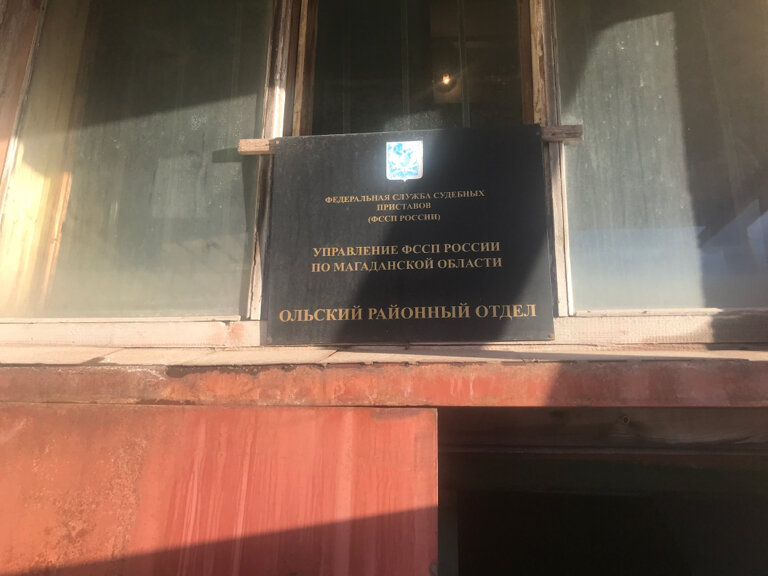 ФЕДЕРАЛЬНАЯ СЛУЖБА СУДЕБНЫХ
ПРИСТАВОВ
(ФССП РОССИИ)
УПРАВЛЕНИЕ ФССП РОССИИ
ПО МАГАДАНСКОЙ ОБЛАСТИ
ОЛЬСКИЙ РАЙОННЫЙ ОТДЕЛ